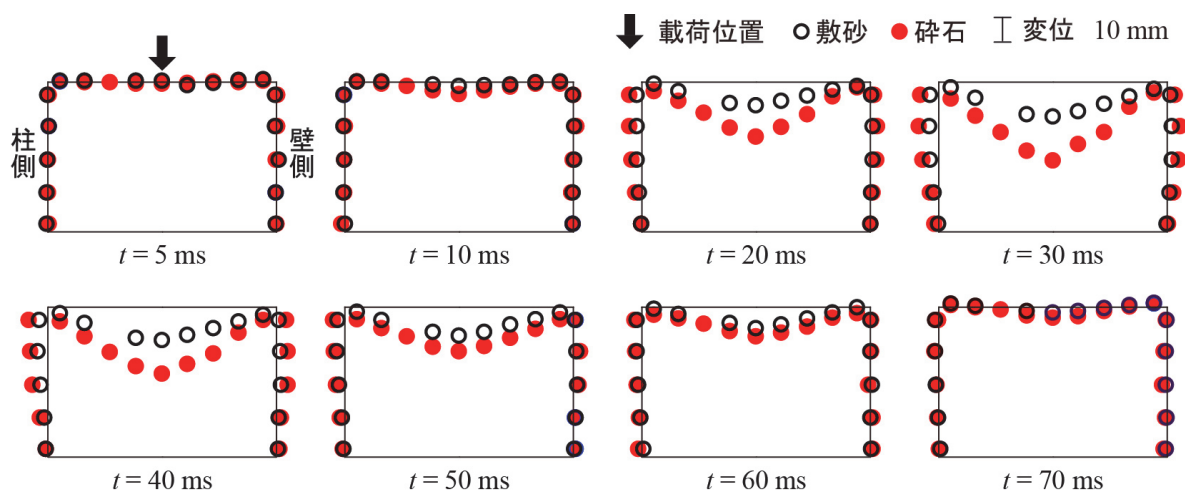 載荷位置 敷砂 砕石 変位 10 mm
柱側
壁側
t = 5 ms
t = 10 ms
t = 20 ms
t = 30 ms
t = 40 ms
t = 50 ms
t = 60 ms
t = 70 ms